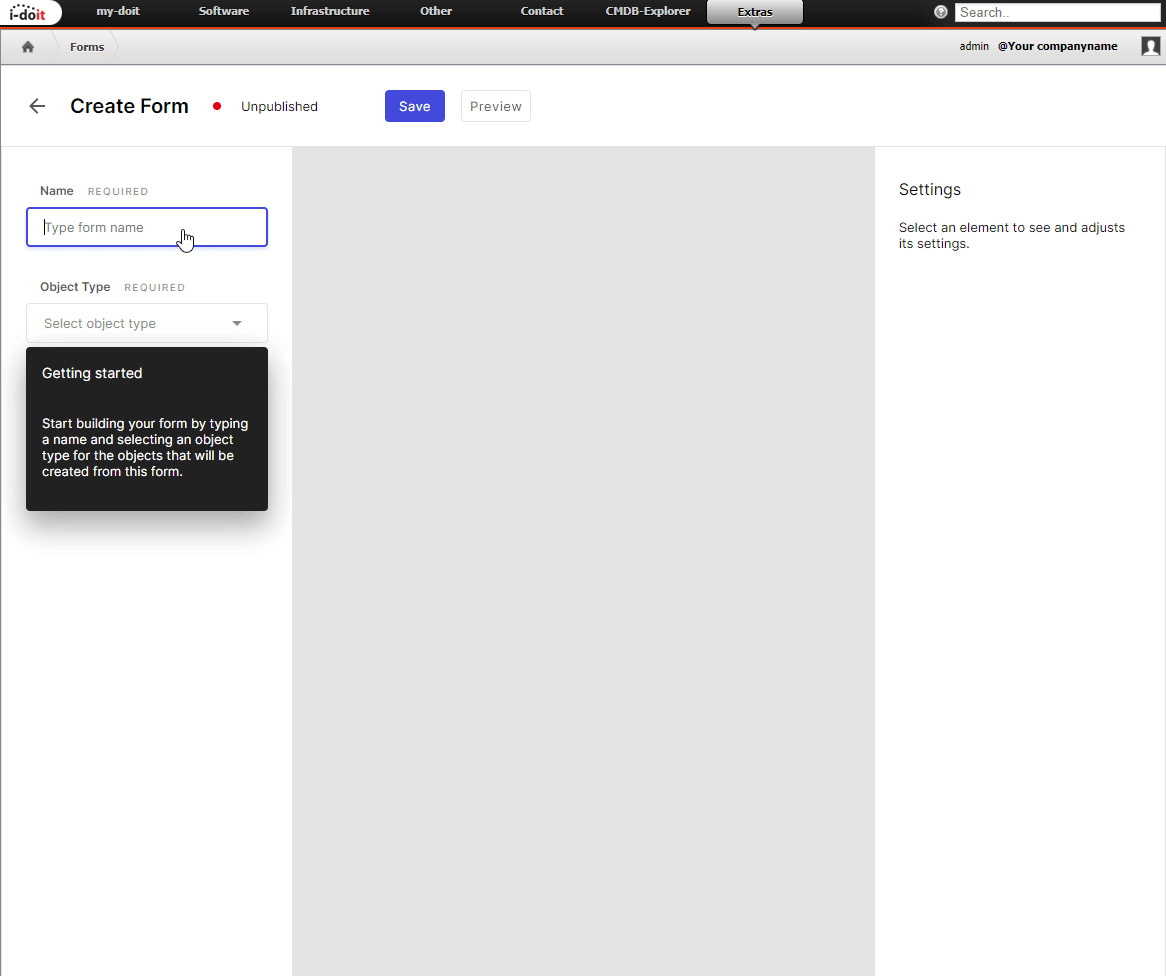 i-doit my-doit Software Infrastructure Other Contact CMDB-Explorer Extras ? Search..
Forms admin @Your companyname
Create Form Unpublished Save Preview
Name REQUIRED
Type form name
Object Type REQUIRED
Select object type
Getting started
Start building your form by typing
a name and selecting an object
type for the objects that will be
created from this form.
Settings
Select an element to see and adjusts
its settings.